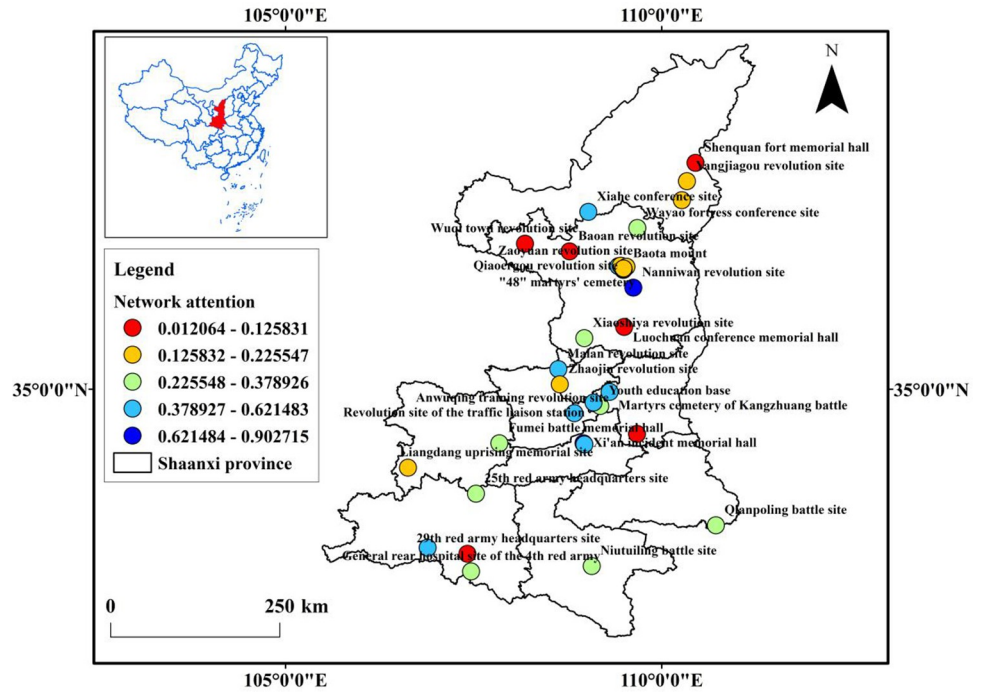 105°0'0"E
110°0'0"E
N
Shenquan fort memorial hall
Yangjiagou revolution site
Xiahe conference site
Wayao fortress conference site
Wuqi town revolution site
Baoan revolution site
Zaoyuan revolution site
Baota mount
Qiaoergou revolution site
Nanniwan revolution site
"48" martyrs' cemetery
Xiaoshiya revolution site
Luochuan conference memorial hall
Malan revolution site
Zhaojin revolution site
35°0'0"N
35°0'0"N
Youth education base
Anwuqing training revolution site
Martyrs cemetery of Kangzhuang battle
Revolution site of the traffic liaison station
Fumei battle memorial hall
Xi'an incident memorial hall
Liangdang uprising memorial site
25th red army headquarters site
Qianpoling battle site
29th red army headquarters site
Niutuiling battle site
General rear hospital site of the 4th red army
Legend
Network attention
0.012064 - 0.125831
0.125832 - 0.225547
0.225548 - 0.378926
0.378927 - 0.621483
0.621484 - 0.902715
Shaanxi province
0 250 km
105°0'0"E
110°0'0"E